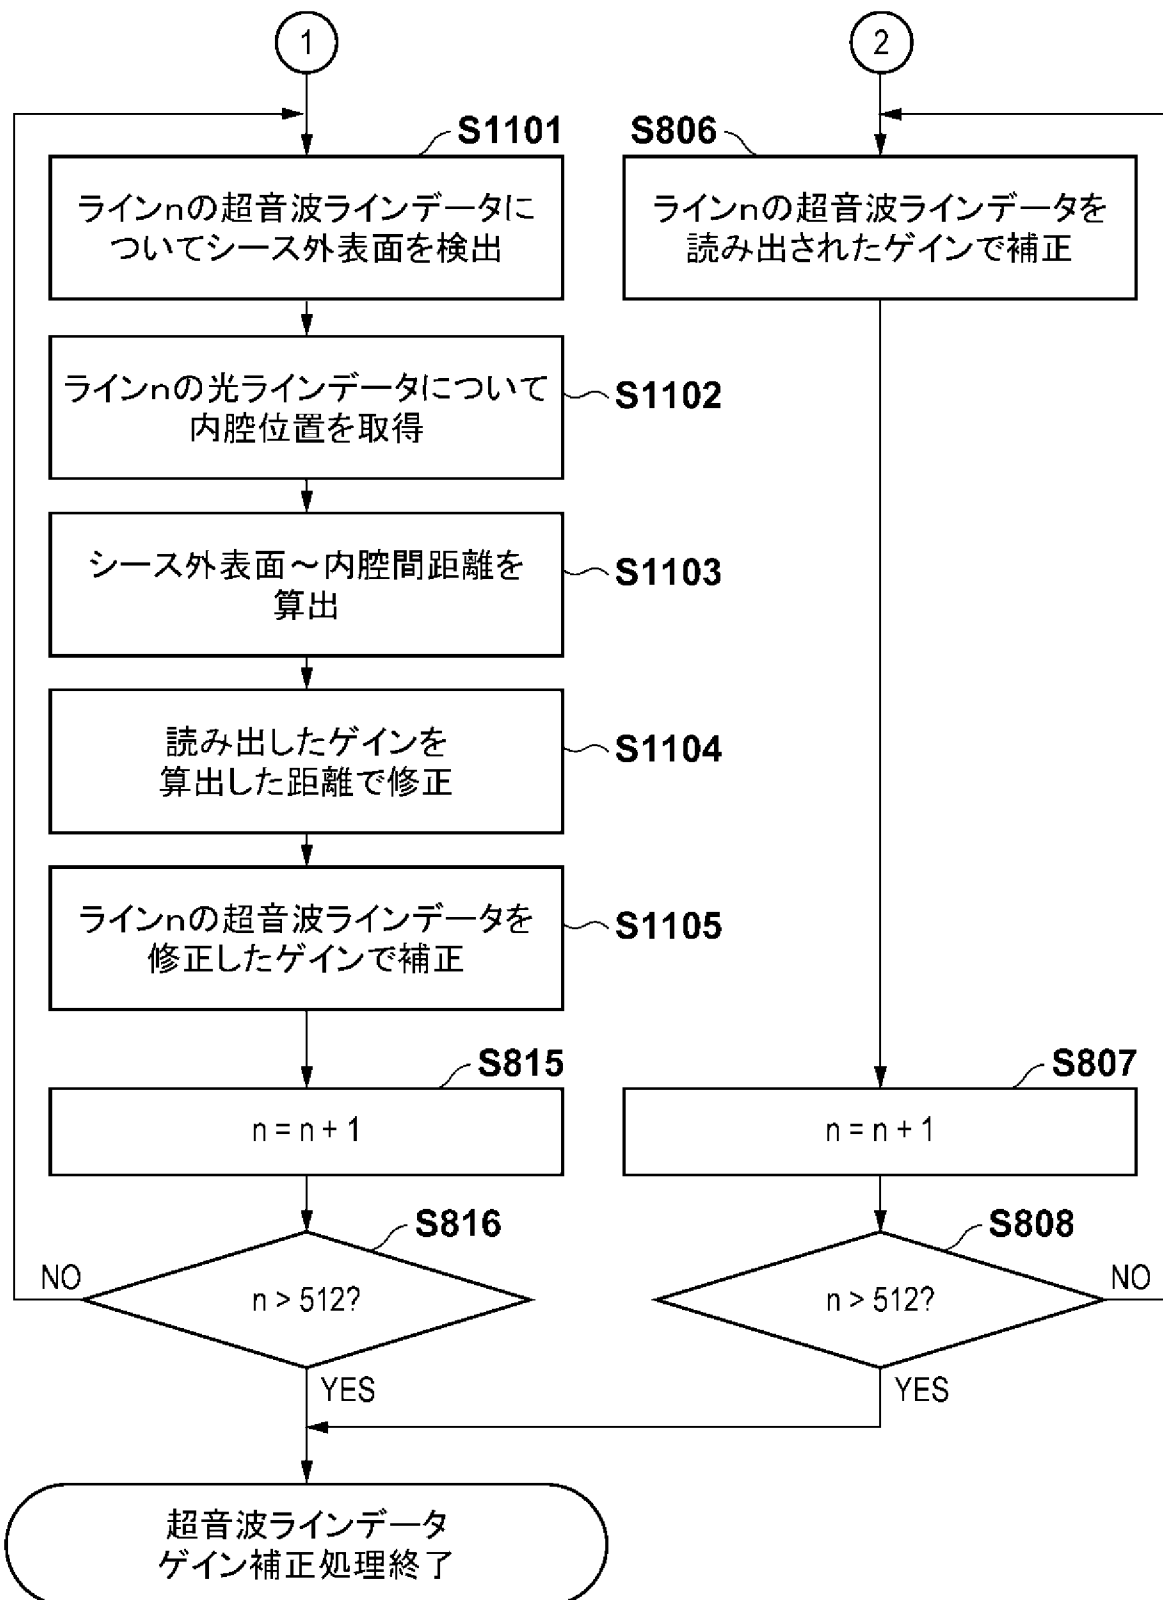 1
S1101
ラインnの超音波ラインデータに
ついてシース外表面を検出
ラインnの光ラインデータについて
内腔位置を取得
S1102
シース外表面～内腔間距離を
算出
S1103
読み出したゲインを
算出した距離で修正
S1104
ラインnの超音波ラインデータを
修正したゲインで補正
S1105
S815
n = n + 1
S816
n > 512?
NO
YES
2
S806
ラインnの超音波ラインデータを
読み出されたゲインで補正
S807
n = n + 1
S808
n > 512?
NO
YES
超音波ラインデータ
ゲイン補正処理終了